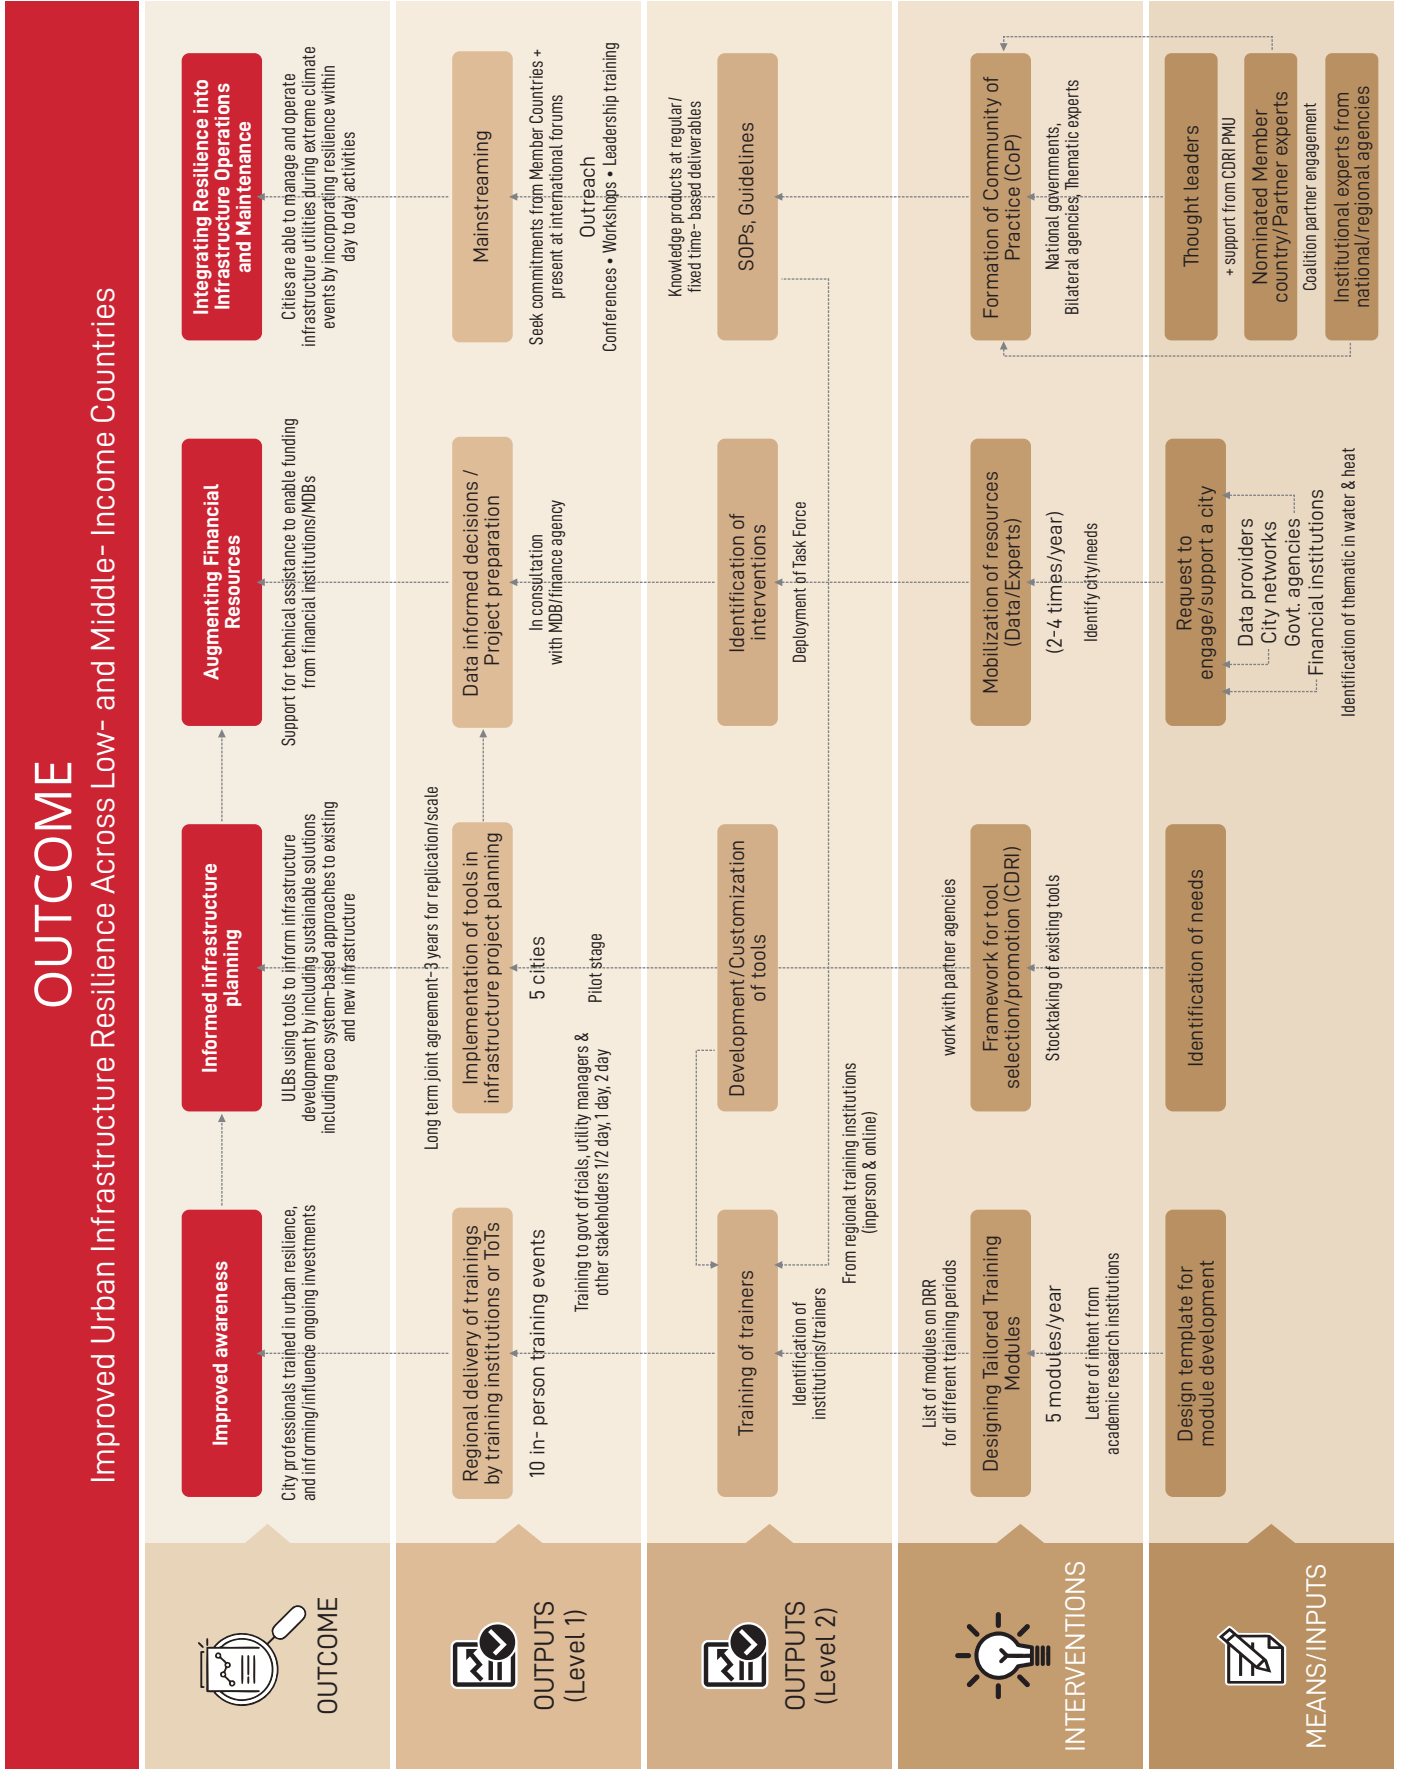 OUTCOME
Improved Urban Infrastructure Resilience Across Low- and Middle- Income Countries
OUTCOME
Improved awareness
City professionals trained in urban resilience,
and informing/influence ongoing investments
Informed infrastructure
planning
ULBs using tools to inform infrastructure
development by including sustainable solutions
including eco system-based approaches to existing
and new infrastructure
Augmenting Financial
Resources
Support for technical assistance to enable funding
from financial institutions/MDBs
Integrating Resilience into
Infrastructure Operations
and Maintenance
Cities are able to manage and operate
infrastructure utilities during extreme climate
events by incorporating resilience within
day to day activities
OUTPUTS
(Level 1)
Regional delivery of trainings
by training institutions or ToTs
10 in- person training events
Training to govt offcials, utility managers &
other stakeholders 1/2 day, 1 day, 2 day
Long term joint agreement-3 years for replication/scale
Implementation of tools in
infrastructure project planning
5 cities
Pilot stage
Data informed decisions /
Project preparation
In consultation
with MDB/finance agency
Mainstreaming
Seek commitments from Member Countries +
present at international forums
Outreach
Conferences • Workshops • Leadership training
OUTPUTS
(Level 2)
Training of trainers
Identification of
institutions/trainers
From regional training institutions
(inperson & online)
Development/Customization
of tools
Identification of
interventions
Deployment of Task Force
Knowledge products at regular/
fixed time- based deliverables
SOPs, Guidelines
INTERVENTIONS
List of modules on DRR
for different training periods
Designing Tailored Training
Modules
5 modules/year
Letter of intent from
academic research institutions
work with partner agencies
Framework for tool
selection/promotion (CDRI)
Stocktaking of existing tools
Mobilization of resources
(Data/Experts)
(2-4 times/year)
Identify city/needs
Formation of Community of
Practice (CoP)
National governments,
Bilateral agencies, Thematic experts
MEANS/INPUTS
Design template for
module development
Identification of needs
Request to
engage/support a city
Data providers
City networks
Govt. agencies
Financial institutions
Identification of thematic in water & heat
Thought leaders
+ support from CDRI PMU
Nominated Member
country/Partner experts
Coalition partner engagement
Institutional experts from
national/regional agencies